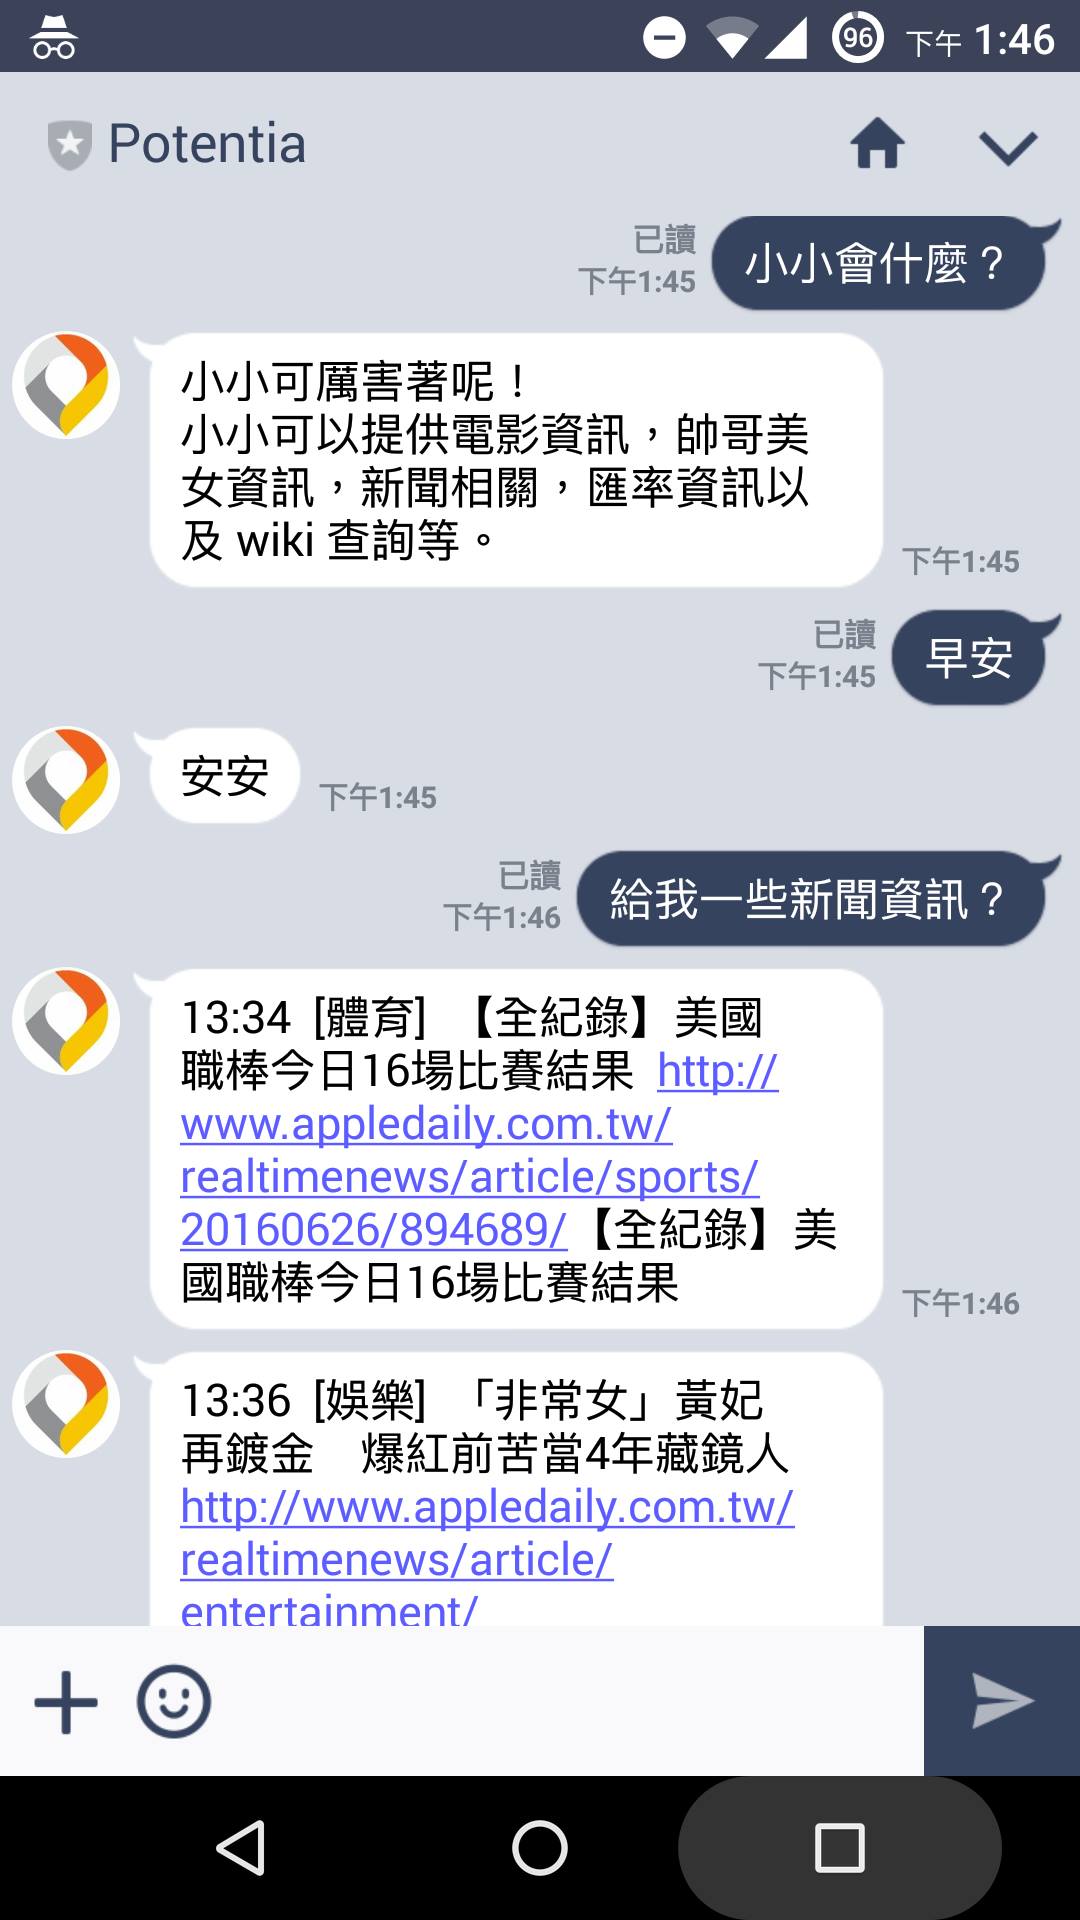 96 下午 1:46
Potentia
已讀
下午1:45
小小會什麼？
小小可厲害著呢！
小小可以提供電影資訊，帥哥美
女資訊，新聞相關，匯率資訊以
及 wiki 查詢等。
下午1:45
已讀
下午1:45
早安
安安
下午1:45
已讀
下午1:46
給我一些新聞資訊？
13:34 [體育] 【全紀錄】美國
職棒今日16場比賽結果 http://
www.appledaily.com.tw/
realtimenews/article/sports/
20160626/894689/【全紀錄】美
國職棒今日16場比賽結果
下午1:46
13:36 [娛樂] 「非常女」黃妃
再鍍金　爆紅前苦當4年藏鏡人
http://www.appledaily.com.tw/
realtimenews/article/
entertainment/